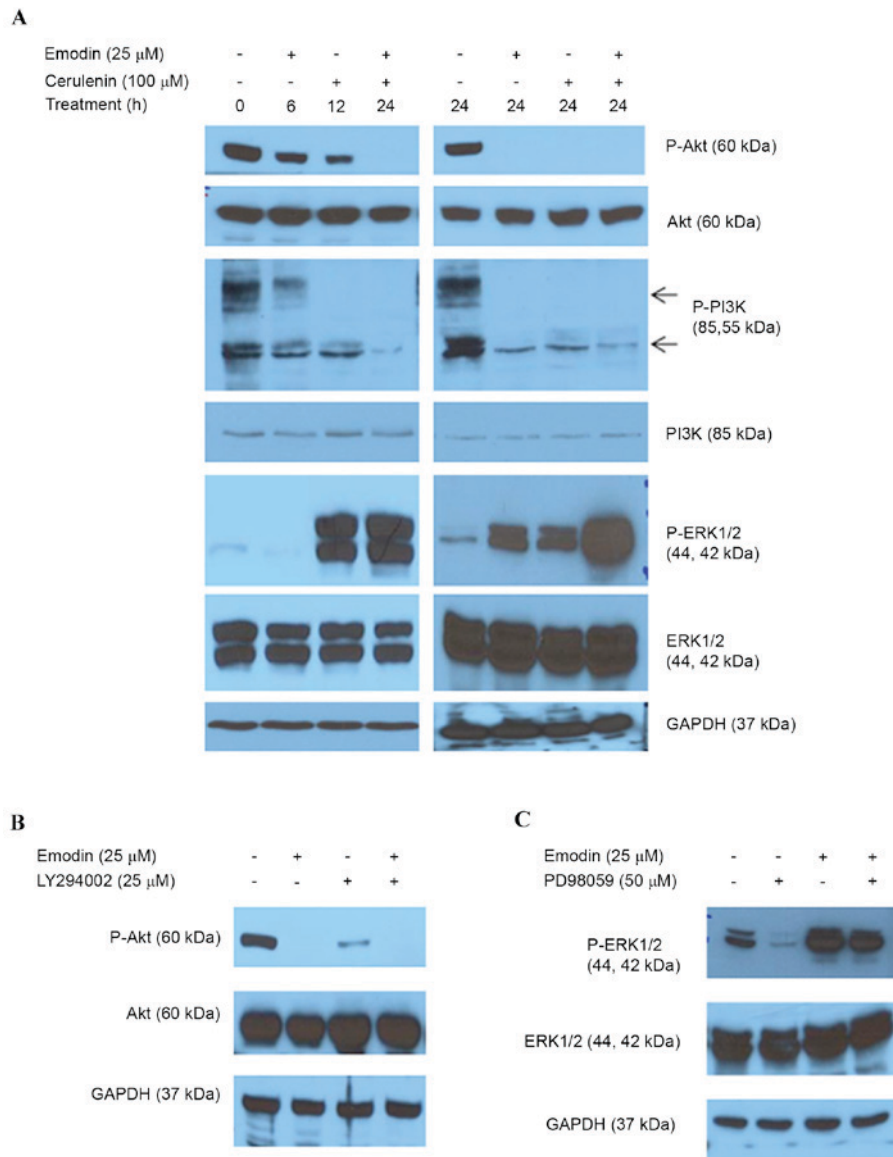 A
Emodin (25 μM) - + - + - + - +
Cerulenin (100 μM) - - + + - - + +
Treatment (h) 0 6 12 24 24 24 24 24
P-Akt (60 kDa)
Akt (60 kDa)
P-PI3K
(85,55 kDa)
PI3K (85 kDa)
P-ERK1/2
(44, 42 kDa)
ERK1/2
(44, 42 kDa)
GAPDH (37 kDa)
B
Emodin (25 μM) - + - +
LY294002 (25 μM) - - + +
P-Akt (60 kDa)
Akt (60 kDa)
GAPDH (37 kDa)
C
Emodin (25 μM) - - + +
PD98059 (50 μM) - + - +
P-ERK1/2
(44, 42 kDa)
ERK1/2 (44, 42 kDa)
GAPDH (37 kDa)